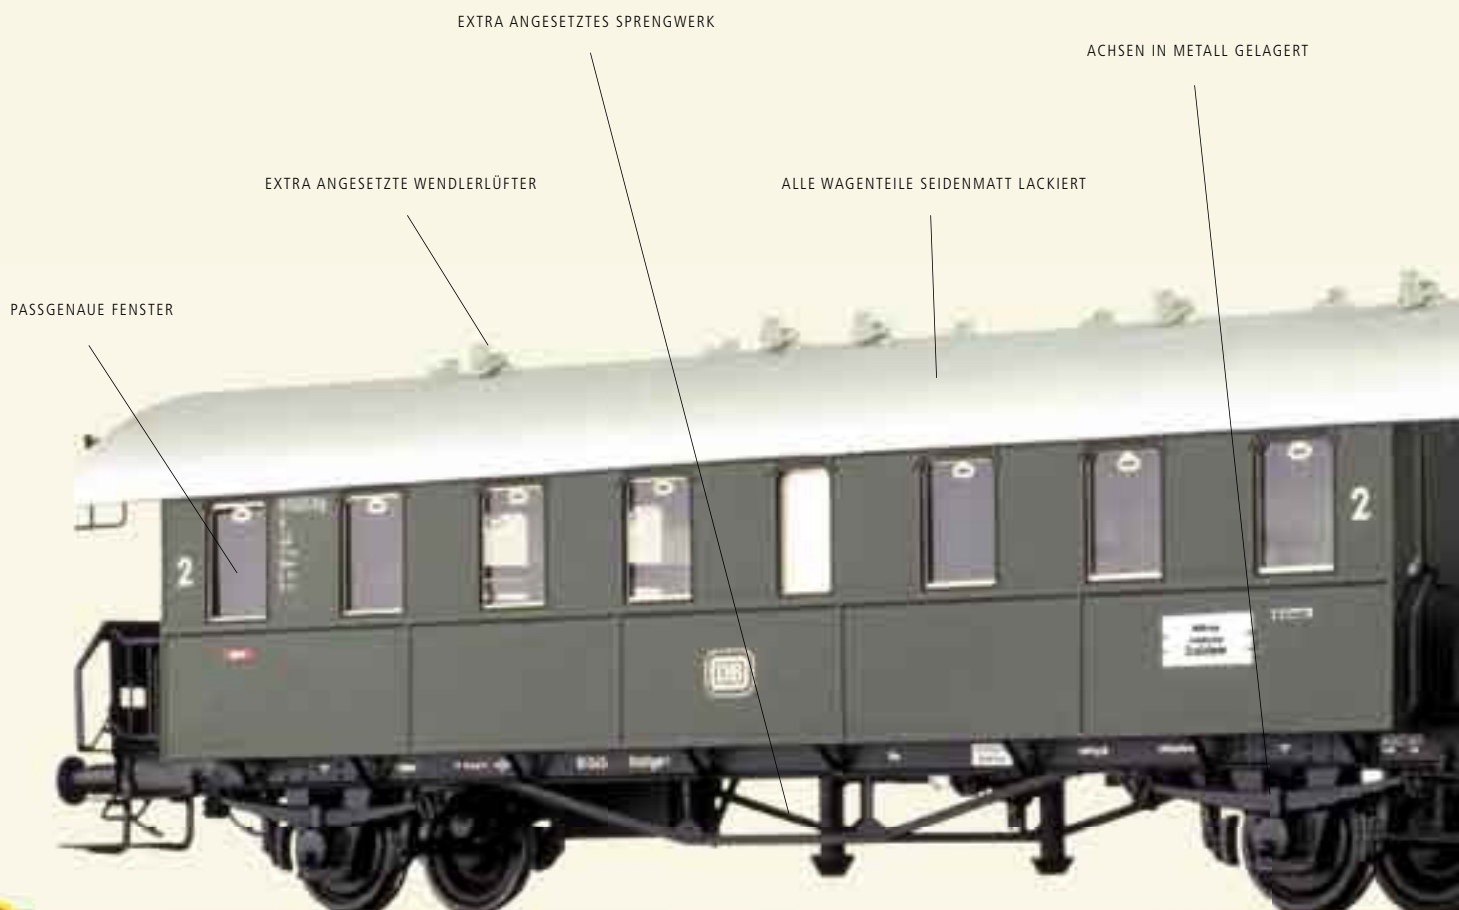 EXTRA ANGESETZTES SPRENGWERK
ACHSEN IN METALL GELAGERT
EXTRA ANGESETZTE WENDLERLÜFTER
ALLE WAGENTEILE SEIDENMATT LACKIERT
PASSGENAUE FENSTER
2
2
DB